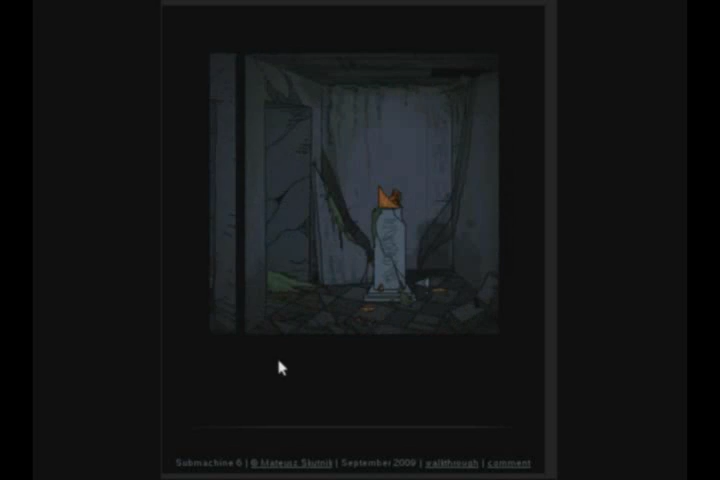 Submachine 6 | © Mateusz Skutnik | September 2009 | walkthrough | comment